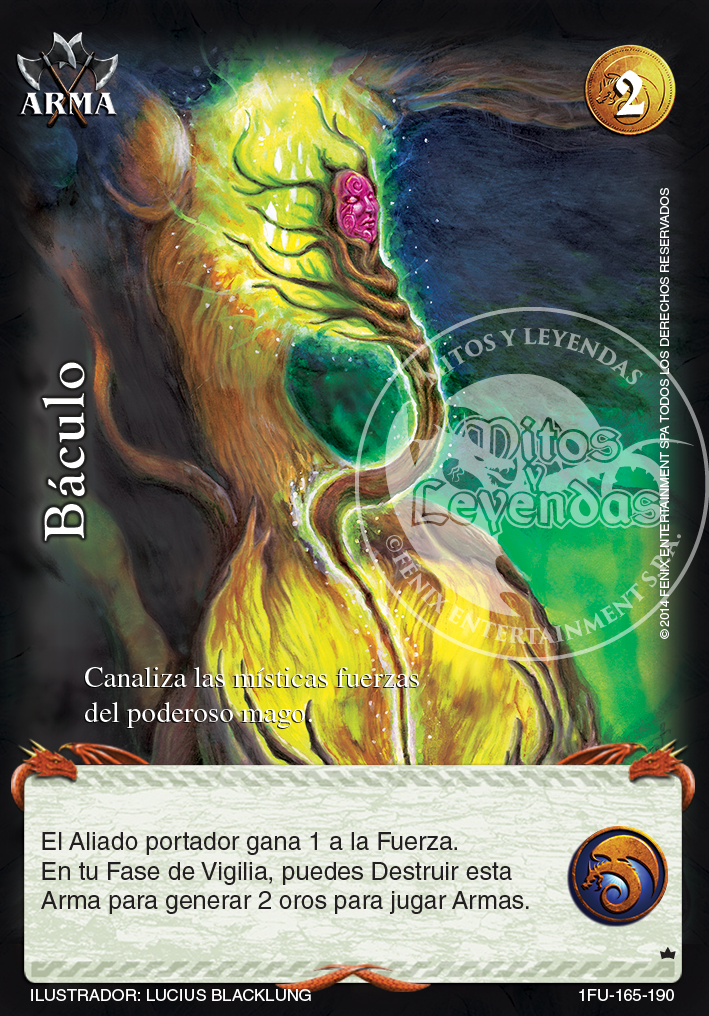 ARMA
2
Báculo
MITOS Y LEYENDAS
Mitos
y
Leyendas
©FENIX ENTERTAINMENT S.P.A.
© 2014 FENIX ENTERTAINMENT SPA TODOS LOS DERECHOS RESERVADOS
Canaliza las místicas fuerzas
del poderoso mago.
El Aliado portador gana 1 a la Fuerza.
En tu Fase de Vigilia, puedes Destruir esta
Arma para generar 2 oros para jugar Armas.
ILUSTRADOR: LUCIUS BLACKLUNG
1FU-165-190